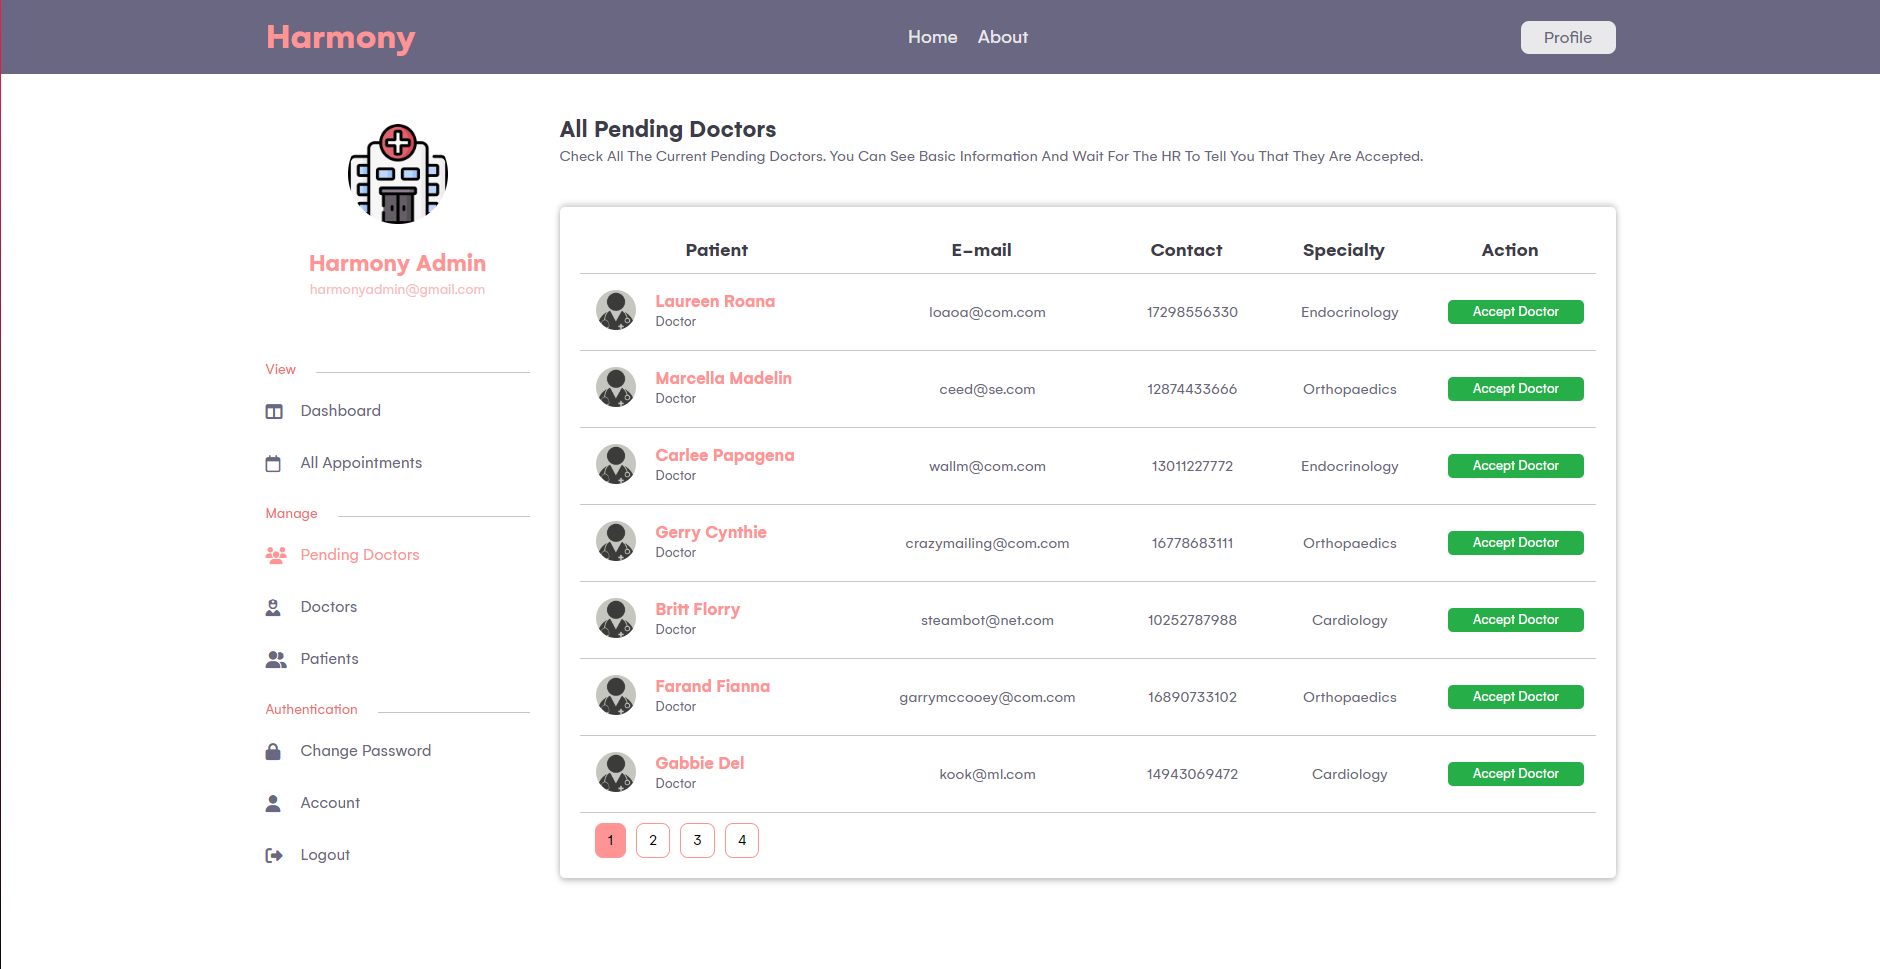 Harmony
Home About
Profile
Harmony Admin
harmonyadmin@gmail.com
View
Dashboard
All Appointments
Manage
Pending Doctors
Doctors
Patients
Authentication
Change Password
Account
Logout
All Pending Doctors
Check All The Current Pending Doctors. You Can See Basic Information And Wait For The HR To Tell You That They Are Accepted.
Patient E-mail Contact Specialty Action
Laureen Roana
Doctor
loaoa@com.com 17298556330 Endocrinology Accept Doctor
Marcella Madelin
Doctor
ceed@se.com 12874433666 Orthopaedics Accept Doctor
Carlee Papagena
Doctor
wallm@com.com 13011227772 Endocrinology Accept Doctor
Gerry Cynthie
Doctor
crazymailing@com.com 16778683111 Orthopaedics Accept Doctor
Britt Florry
Doctor
steambot@net.com 10252787988 Cardiology Accept Doctor
Farand Fianna
Doctor
garrymccooey@com.com 16890733102 Orthopaedics Accept Doctor
Gabbie Del
Doctor
kook@ml.com 14943069472 Cardiology Accept Doctor
1 2 3 4